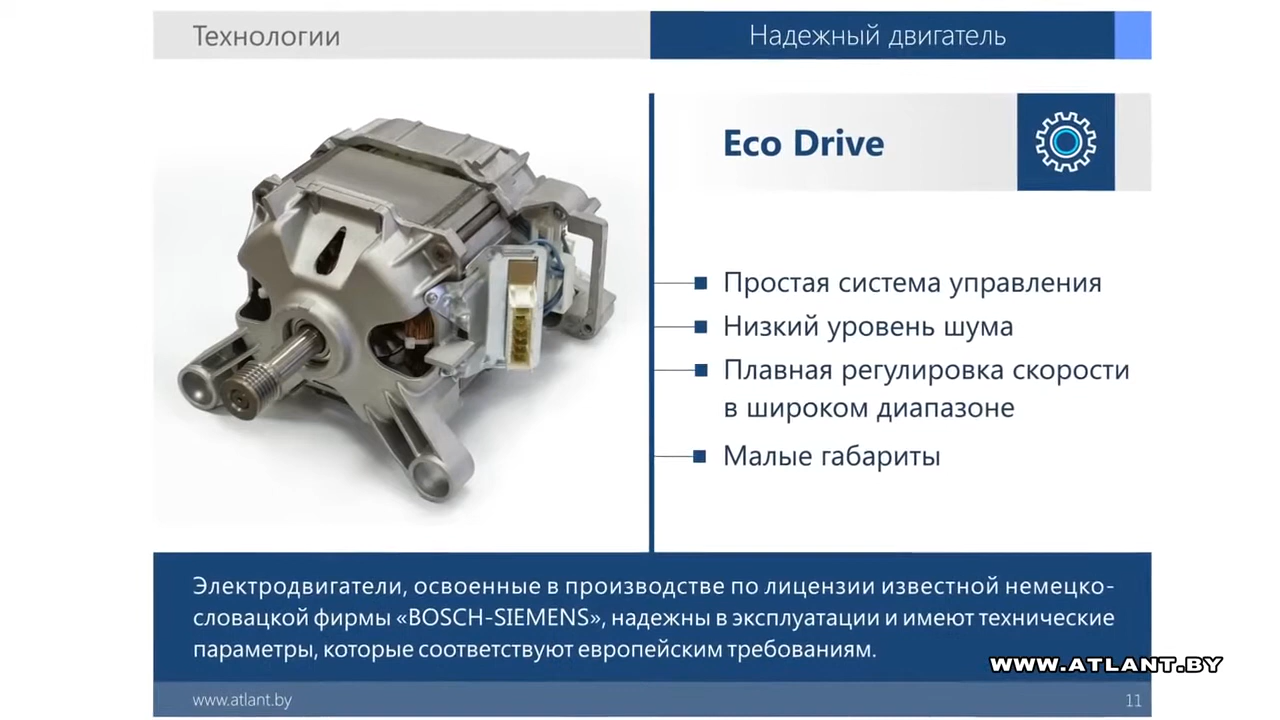 Технологии
Надежный двигатель
Eco Drive
Простая система управления
Низкий уровень шума
Плавная регулировка скорости
в широком диапазоне
Малые габариты
Электродвигатели, освоенные в производстве по лицензии известной немецко-
словацкой фирмы «BOSCH-SIEMENS», надежны в эксплуатации и имеют технические
параметры, которые соответствуют европейским требованиям.
WWW.ATLANT.BY
www.atlant.by
11